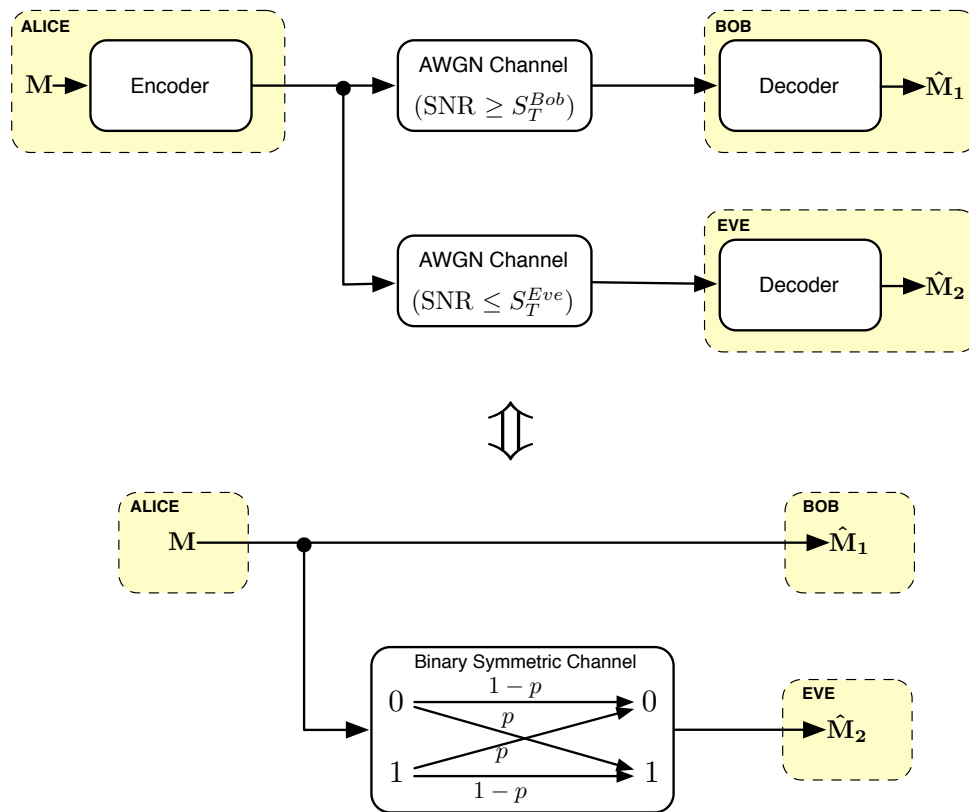 ALICE
M
Encoder
AWGN Channel
(SNR ≥ S_T^{Bob})
BOB
Decoder
M̂₁
AWGN Channel
(SNR ≤ S_T^{Eve})
EVE
Decoder
M̂₂
⇕
ALICE
M
BOB
M̂₁
Binary Symmetric Channel
0 1 − p 0
p
p
1 1 − p 1
EVE
M̂₂